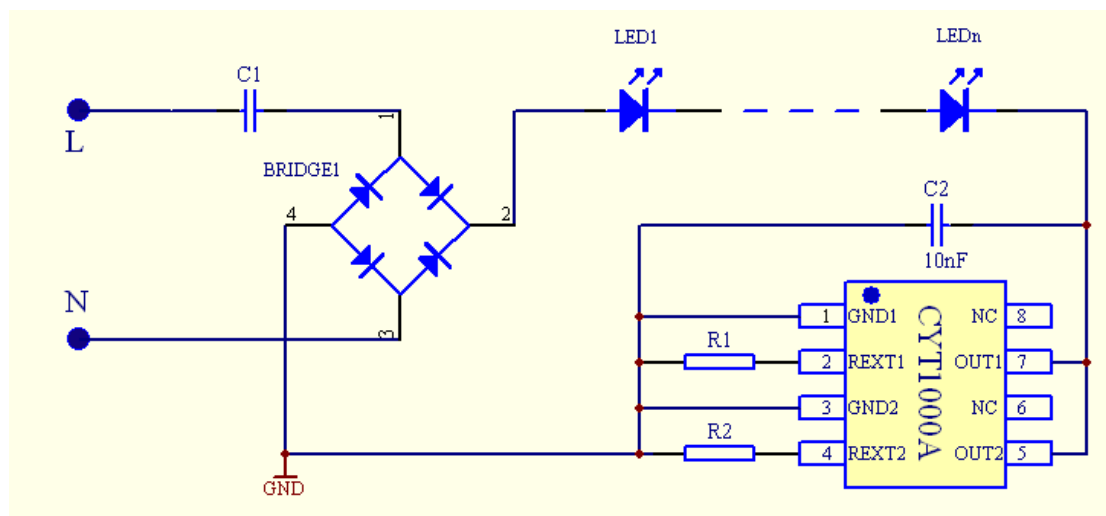 LED1
LEDn
C1
L
1
BRIDGE1
4
2
C2
10nF
N
3
R1
R2
GND
1 GND1 NC 8
2 REXT1 OUT1 7
3 GND2 NC 6
4 REXT2 OUT2 5
CYT1000A